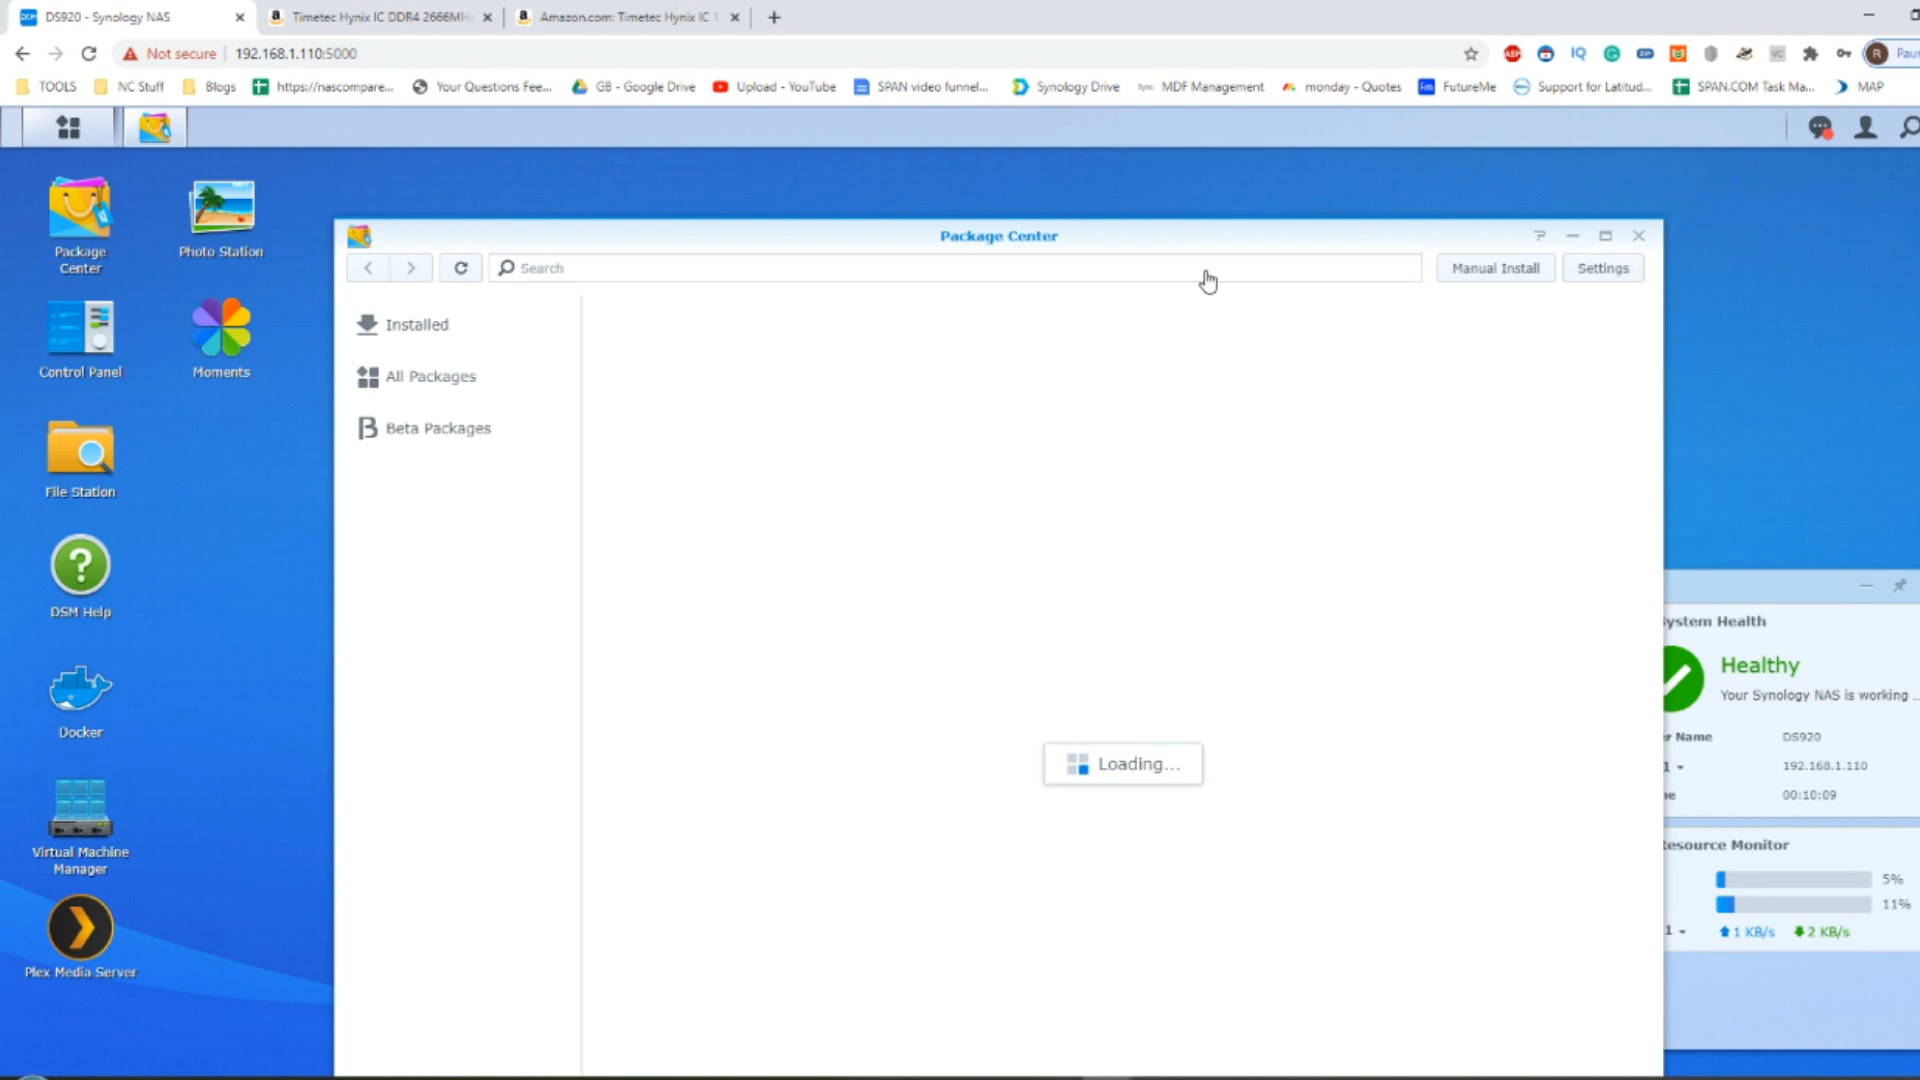 DS920 - Synology NAS
Timetec Hynix IC DDR4 2666MH
Amazon.com: Timetec Hynix IC
Not secure
192.168.1.110:5000
Pau
TOOLS
NC Stuff
Blogs
https://nascompare...
Your Questions Fee...
GB - Google Drive
Upload - YouTube
SPAN video funnel...
Synology Drive
MDF Management
monday - Quotes
FutureMe
Support for Latitud...
SPAN.COM Task Ma...
MAP
Package Center
Photo Station
Control Panel
Moments
File Station
DSM Help
Docker
Virtual Machine Manager
Plex Media Server
Package Center
Search
Manual Install
Settings
Installed
All Packages
Beta Packages
Loading...
ystem Health
Healthy
Your Synology NAS is working ...
r Name
DS920
1
192.168.1.110
me
00:10:09
esource Monitor
5%
11%
1
1 KB/s
2 KB/s